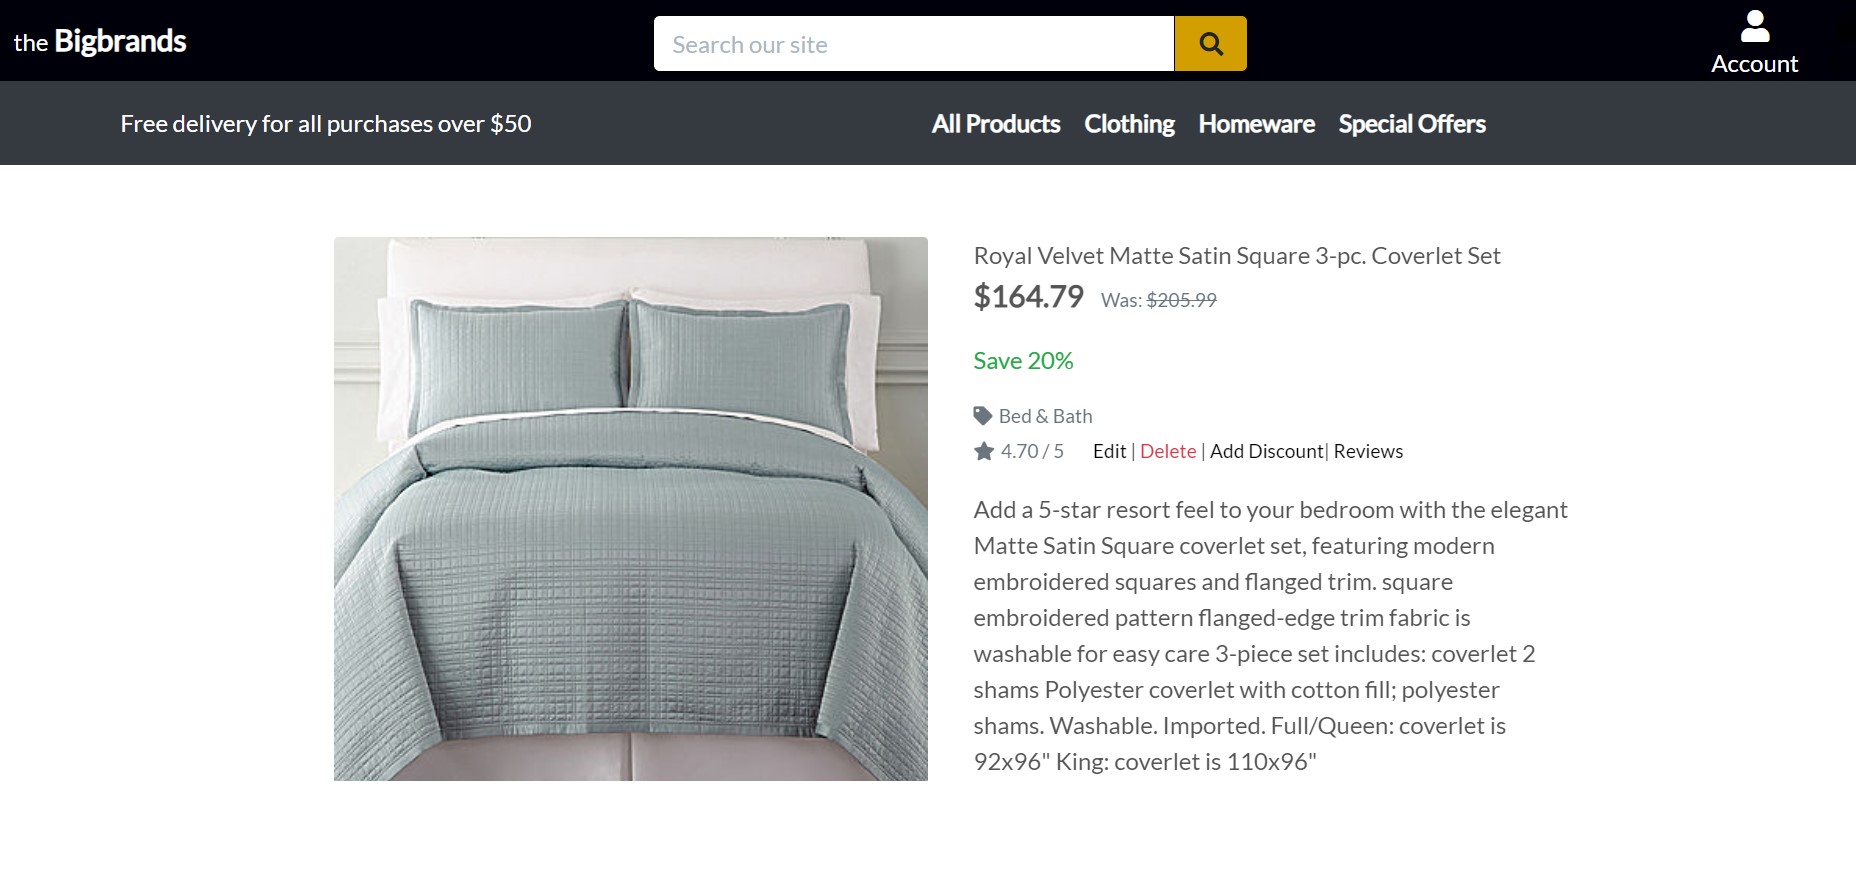 the Bigbrands
Search our site
Account
Free delivery for all purchases over $50
All Products Clothing Homeware Special Offers
Royal Velvet Matte Satin Square 3-pc. Coverlet Set
$164.79 Was: $205.99
Save 20%
Bed & Bath
4.70 / 5 Edit | Delete | Add Discount| Reviews
Add a 5-star resort feel to your bedroom with the elegant
Matte Satin Square coverlet set, featuring modern
embroidered squares and flanged trim. square
embroidered pattern flanged-edge trim fabric is
washable for easy care 3-piece set includes: coverlet 2
shams Polyester coverlet with cotton fill; polyester
shams. Washable. Imported. Full/Queen: coverlet is
92x96" King: coverlet is 110x96"